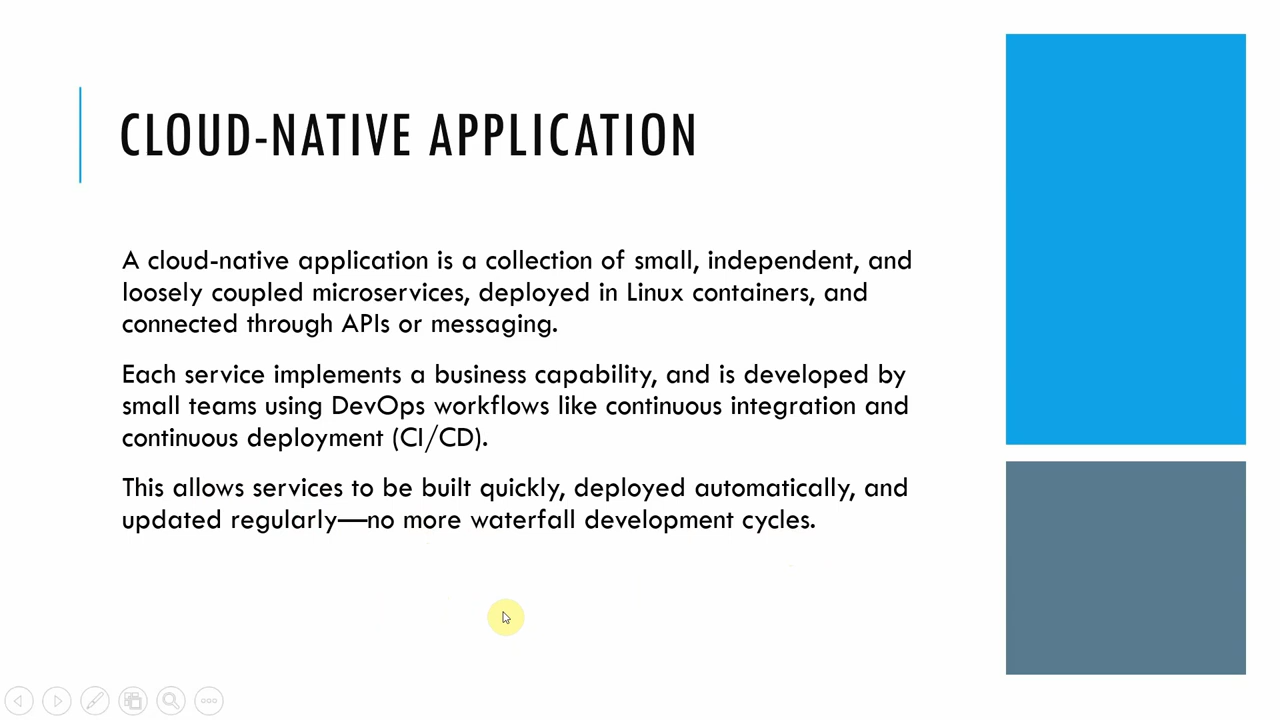 CLOUD-NATIVE APPLICATION
A cloud-native application is a collection of small, independent, and
loosely coupled microservices, deployed in Linux containers, and
connected through APIs or messaging.
Each service implements a business capability, and is developed by
small teams using DevOps workflows like continuous integration and
continuous deployment (CI/CD).
This allows services to be built quickly, deployed automatically, and
updated regularly—no more waterfall development cycles.